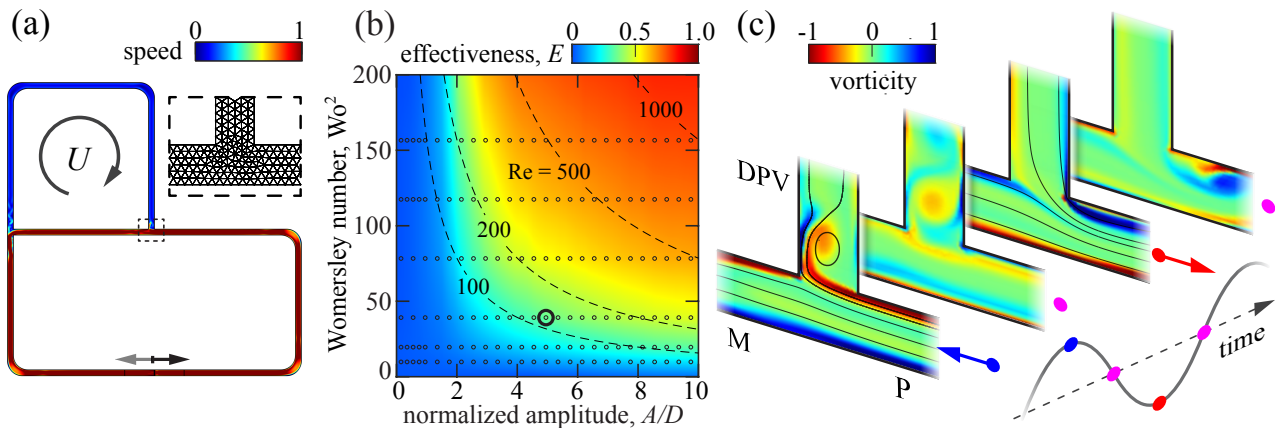 (a)
speed
0
1
U
(b)
effectiveness, E
0
0.5
1.0
Womersley number, Wo²
200
150
100
50
0
1000
Re = 500
200
100
0
2
4
6
8
10
normalized amplitude, A/D
(c)
-1
0
1
vorticity
DPV
M
P
time